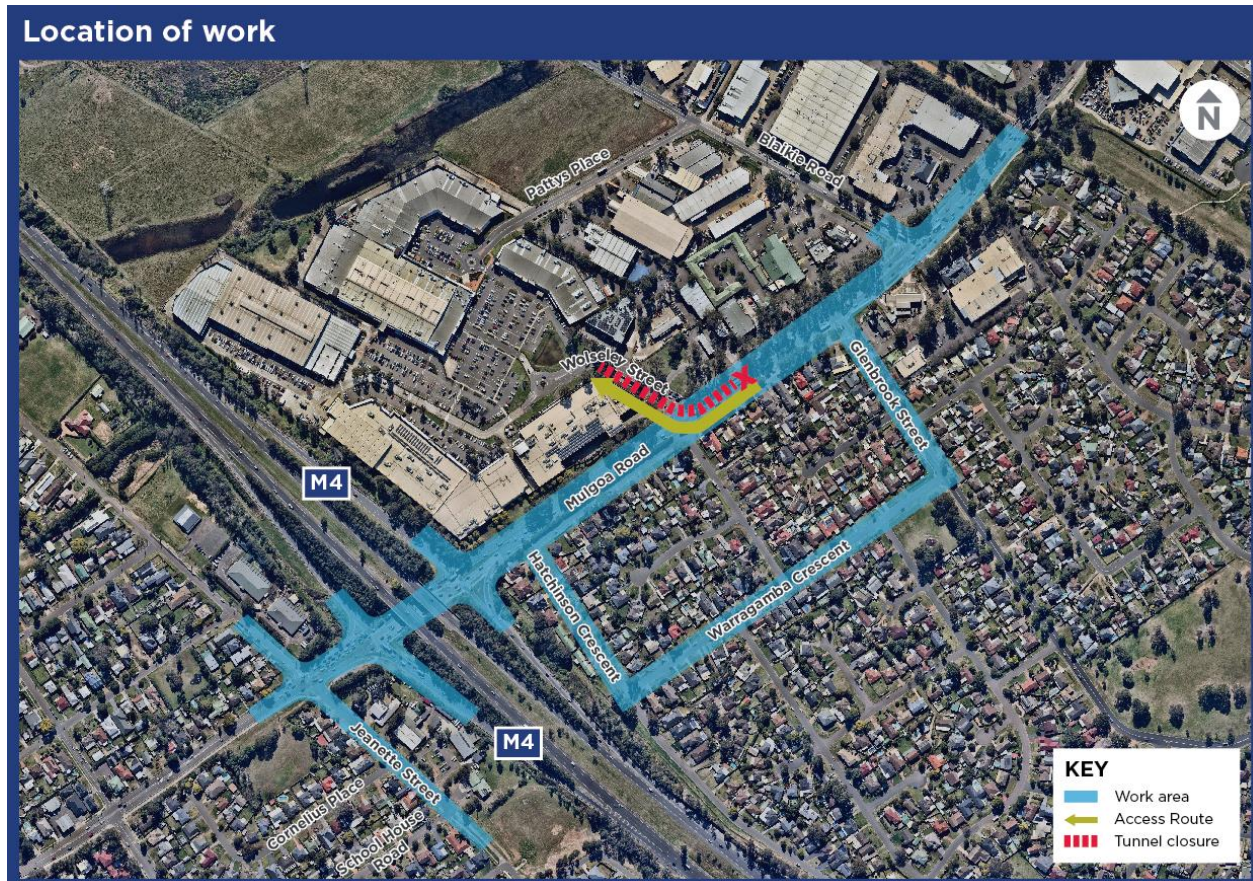 Location of work
N
Pattys Place
Blaikie Road
Wolseley Street
Glenbrook Street
M4
Mulgoa Road
Hatchinson Crescent
Warragamba Crescent
M4
Jeanette Street
Cornelius Place
School House
Road
KEY
Work area
Access Route
Tunnel closure